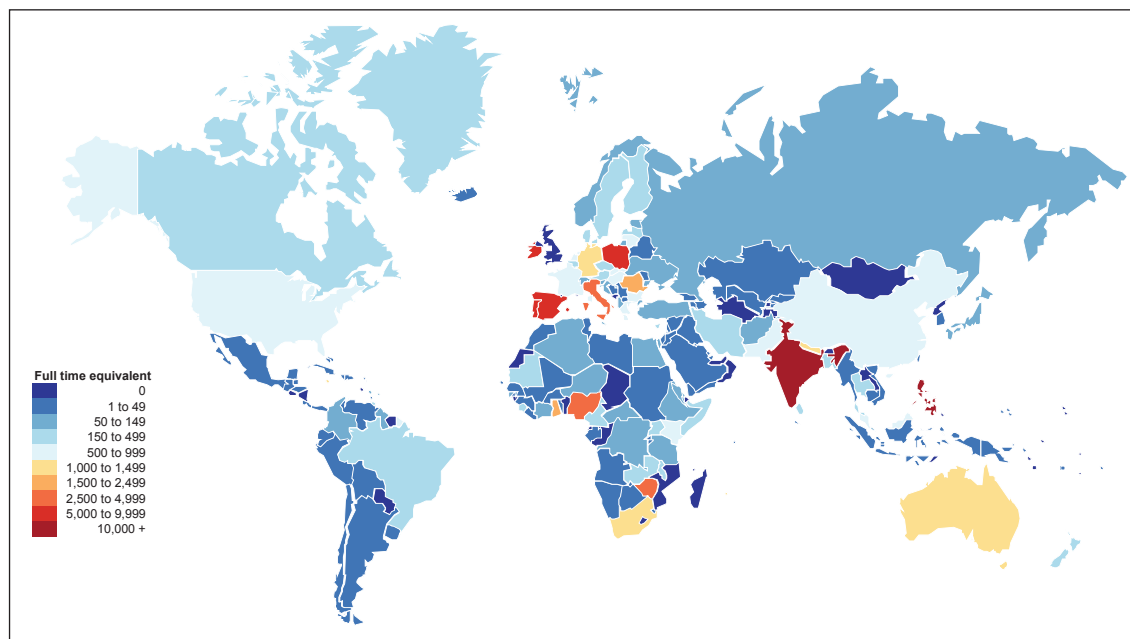 Full time equivalent
0
1 to 49
50 to 149
150 to 499
500 to 999
1,000 to 1,499
1,500 to 2,499
2,500 to 4,999
5,000 to 9,999
10,000 +